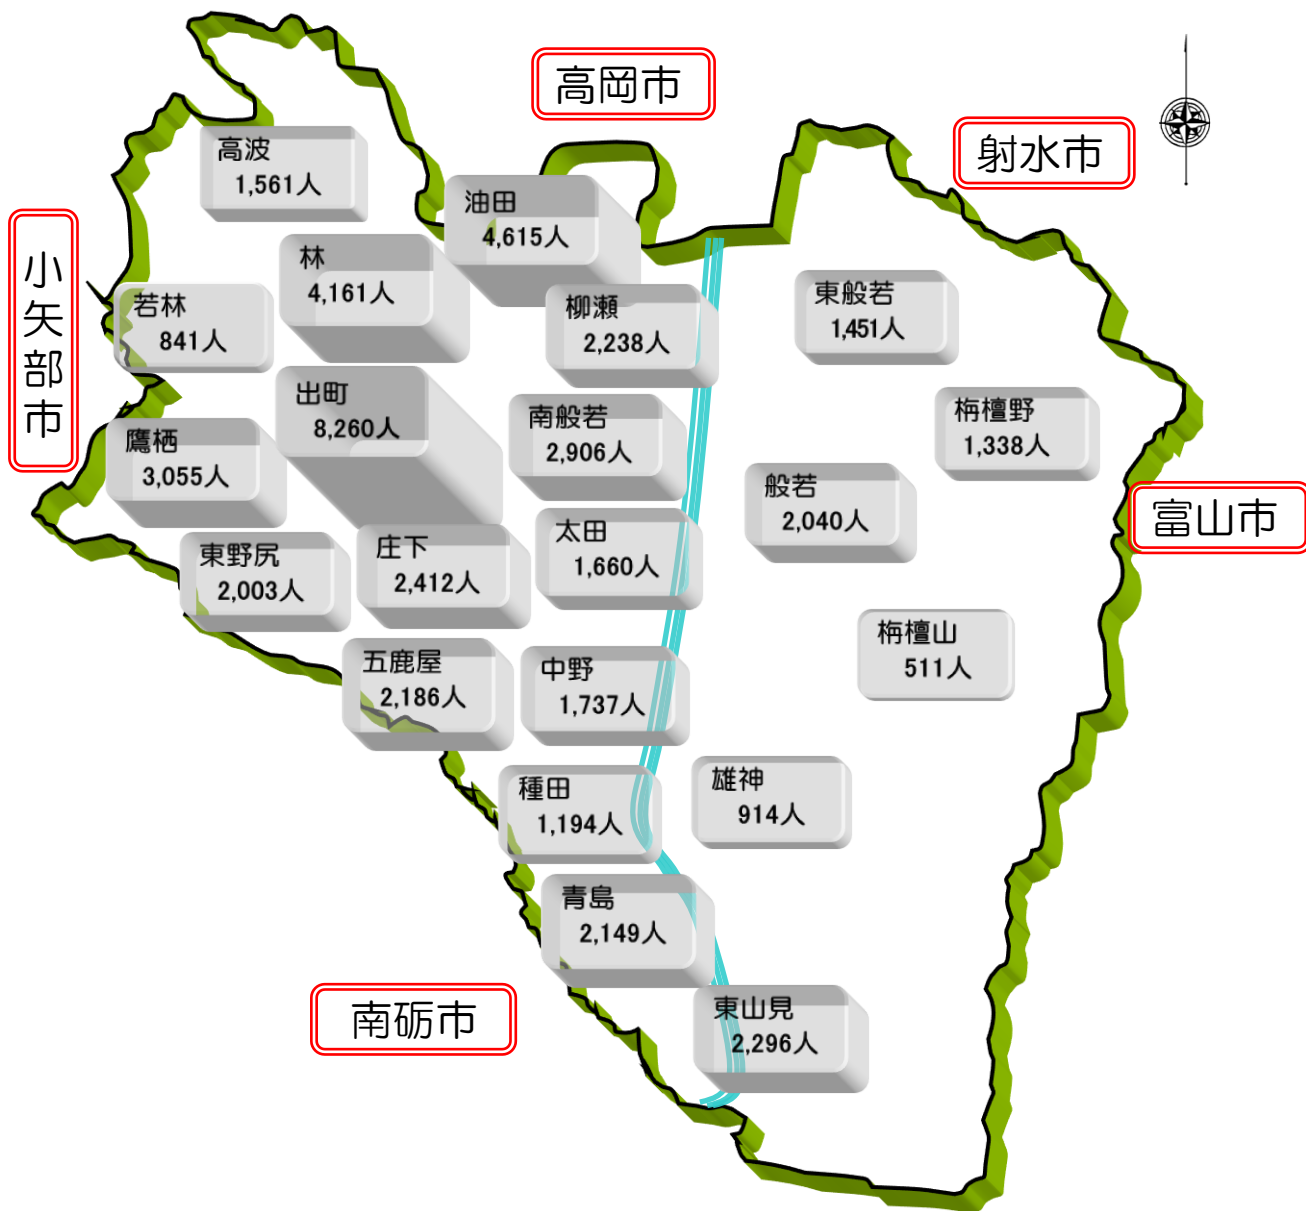 高岡市
射水市
高波
1,561人
油田
4,615人
林
4,161人
小矢部市
若林
841人
柳瀬
2,238人
東般若
1,451人
出町
8,260人
南般若
2,906人
栴檀野
1,338人
鷹栖
3,055人
般若
2,040人
富山市
東野尻
2,003人
庄下
2,412人
太田
1,660人
栴檀山
511人
五鹿屋
2,186人
中野
1,737人
種田
1,194人
雄神
914人
青島
2,149人
南砺市
東山見
2,296人